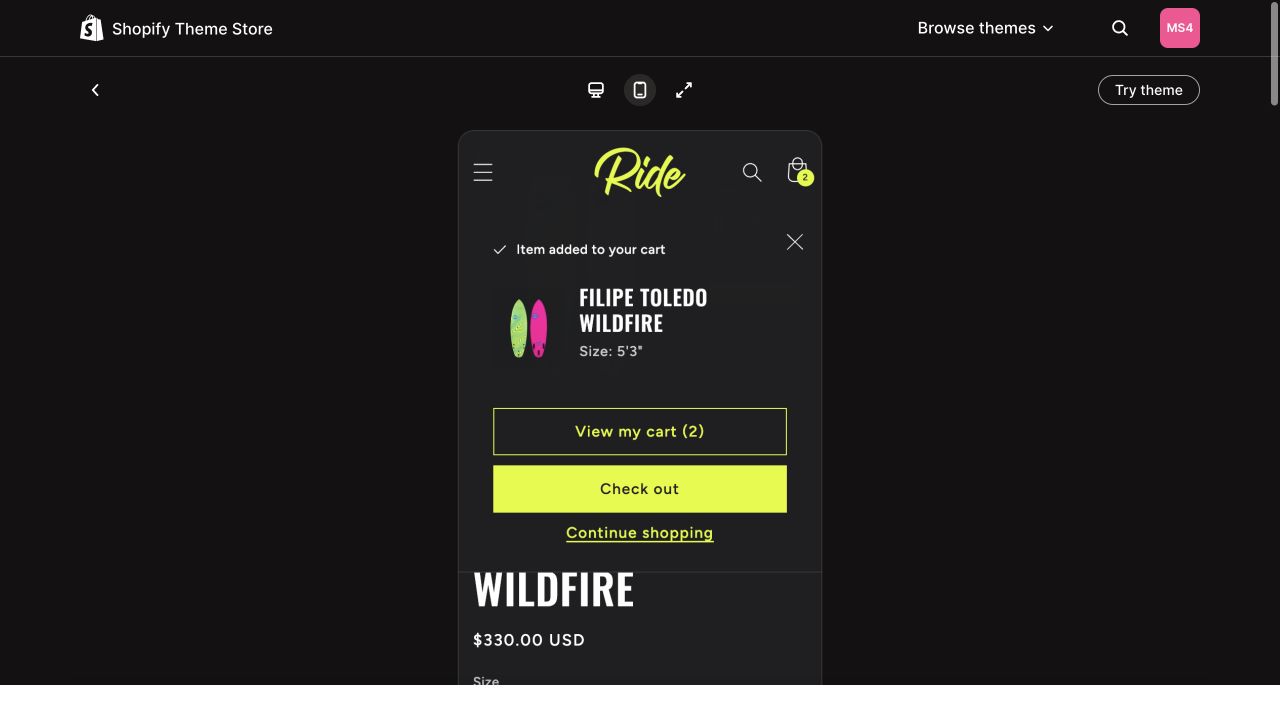 Shopify Theme Store
Browse themes
MS4
Try theme
Ride
2
Item added to your cart
FILIPE TOLEDO
WILDFIRE
Size: 5'3"
View my cart (2)
Check out
Continue shopping
WILDFIRE
$330.00 USD
Size